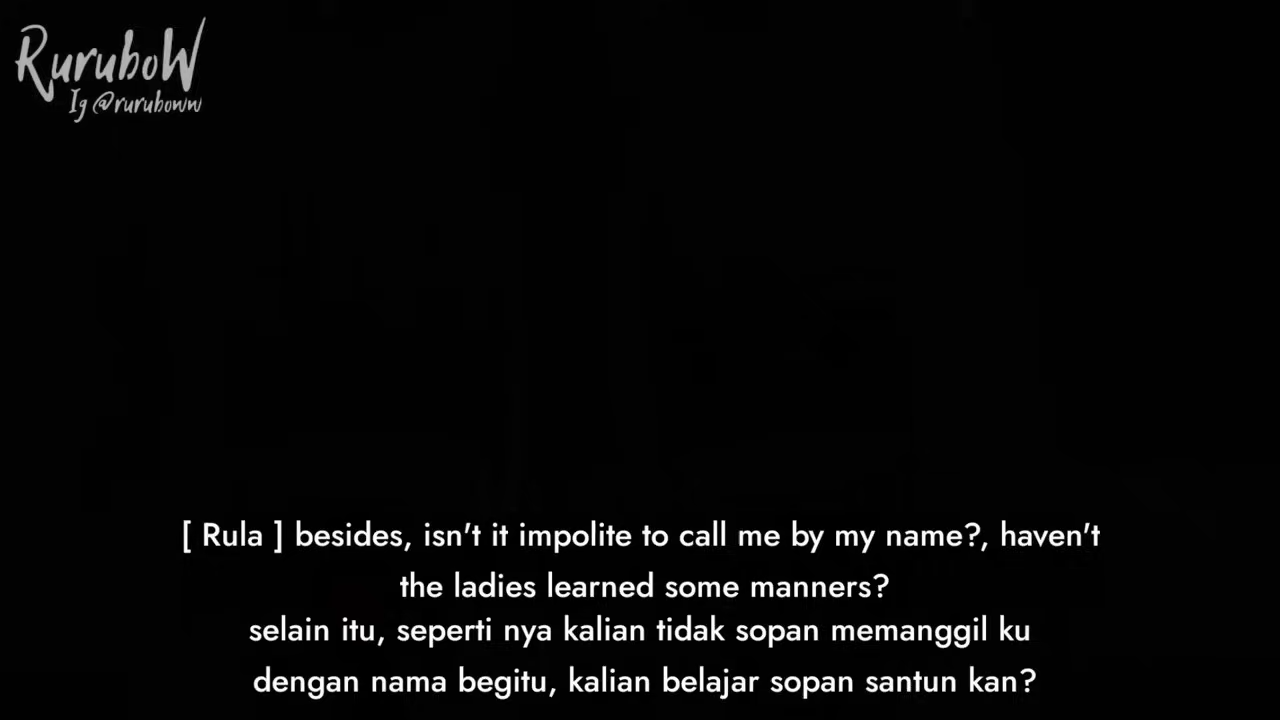 RuruboW
Ig @ruruboww
[ Rula ] besides, isn't it impolite to call me by my name?, haven't
the ladies learned some manners?
selain itu, seperti nya kalian tidak sopan memanggil ku
dengan nama begitu, kalian belajar sopan santun kan?